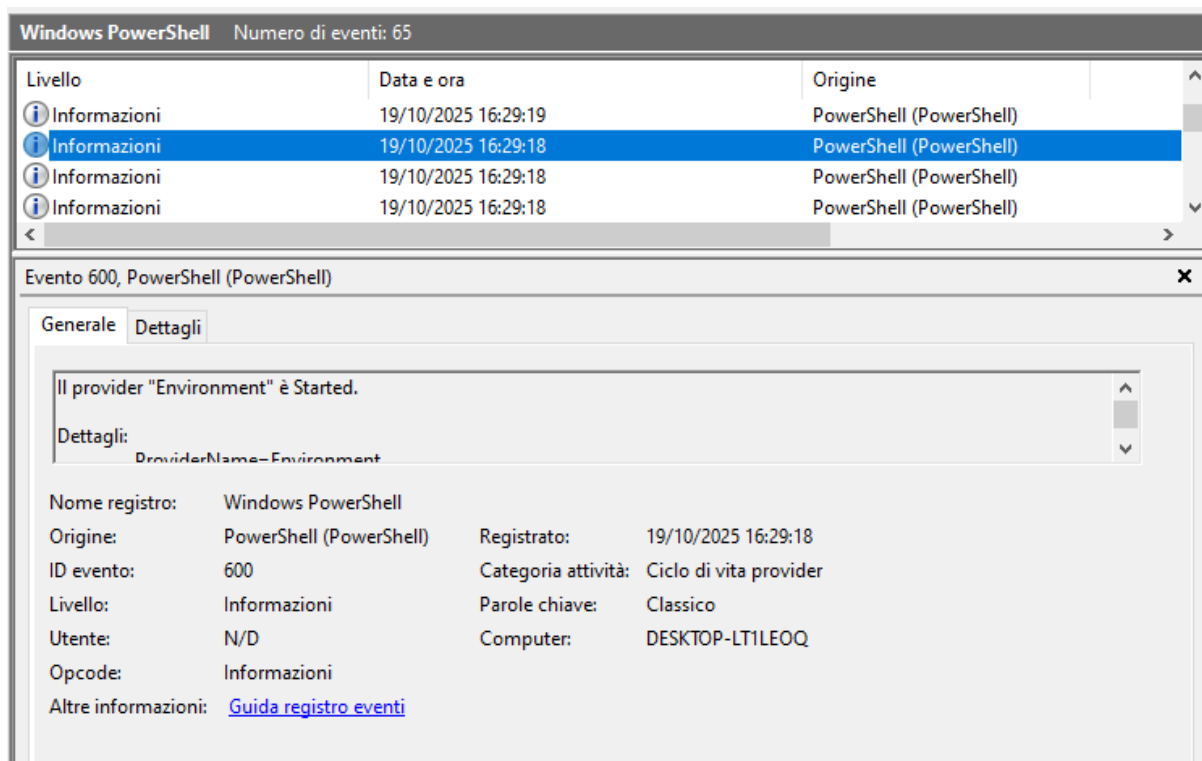 Windows PowerShell Numero di eventi: 65
Livello Data e ora Origine
Informazioni 19/10/2025 16:29:19 PowerShell (PowerShell)
Informazioni 19/10/2025 16:29:18 PowerShell (PowerShell)
Informazioni 19/10/2025 16:29:18 PowerShell (PowerShell)
Informazioni 19/10/2025 16:29:18 PowerShell (PowerShell)
Evento 600, PowerShell (PowerShell)
Generale Dettagli
Il provider "Environment" è Started.
Dettagli:
ProviderName=Environment
Nome registro: Windows PowerShell
Origine: PowerShell (PowerShell) Registrato: 19/10/2025 16:29:18
ID evento: 600 Categoria attività: Ciclo di vita provider
Livello: Informazioni Parole chiave: Classico
Utente: N/D Computer: DESKTOP-LT1LEOQ
Opcode: Informazioni
Altre informazioni: Guida registro eventi